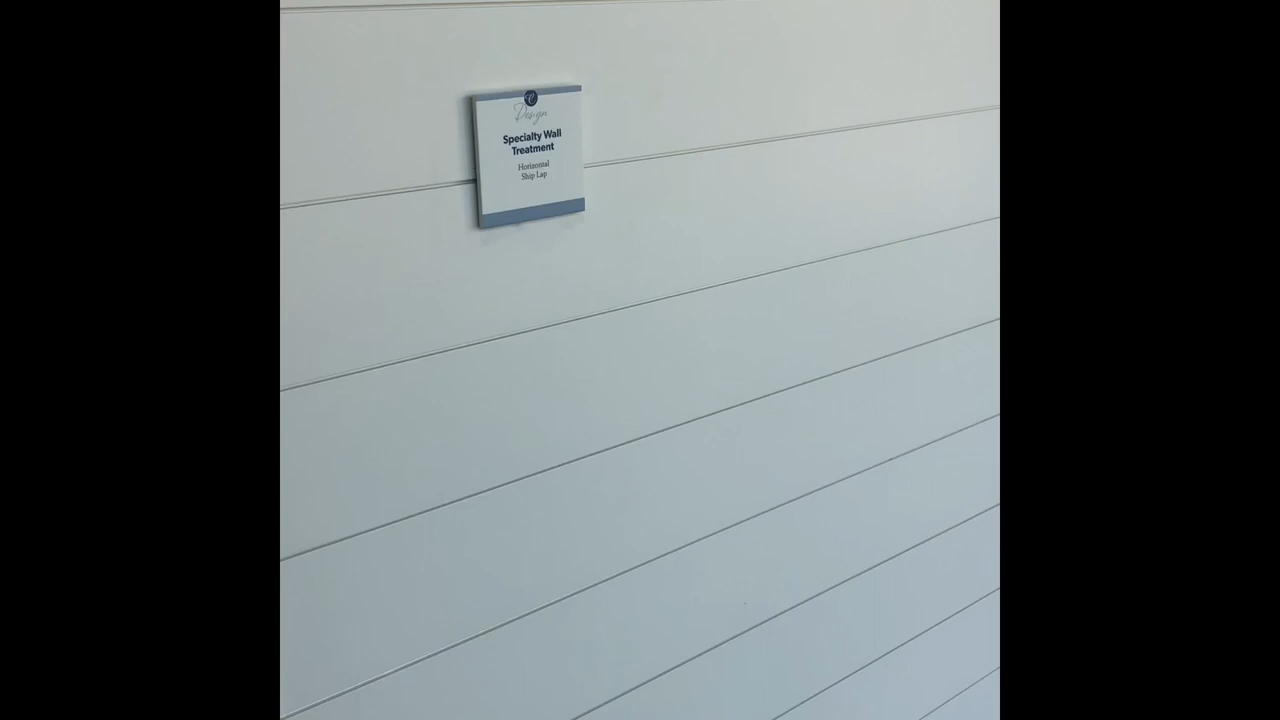 C
Design
Specialty Wall
Treatment
Horizontal
Ship Lap